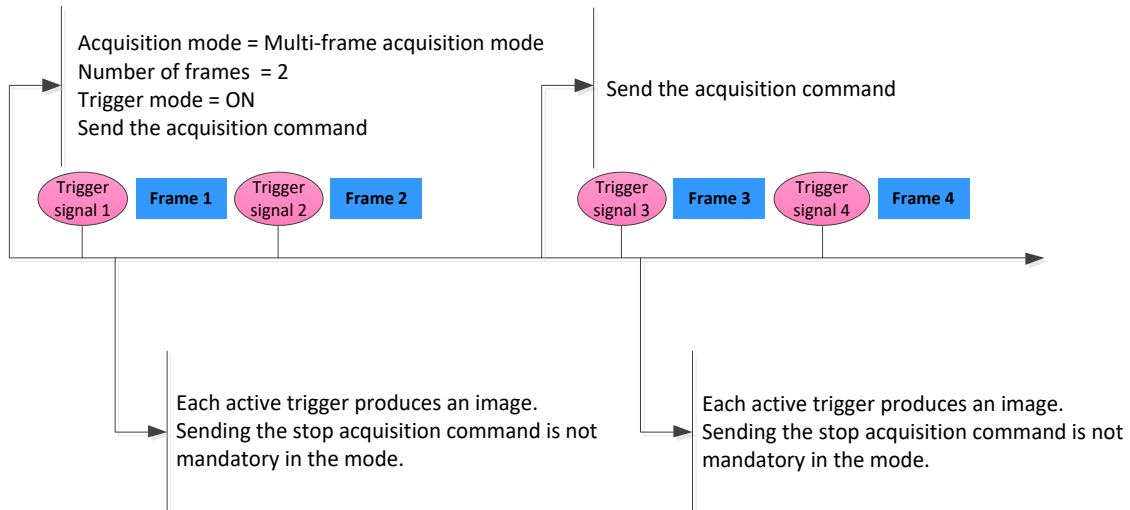 Acquisition mode = Multi-frame acquisition mode
Number of frames = 2
Trigger mode = ON
Send the acquisition command
Send the acquisition command
Trigger
signal 1
Frame 1
Trigger
signal 2
Frame 2
Trigger
signal 3
Frame 3
Trigger
signal 4
Frame 4
Each active trigger produces an image.
Sending the stop acquisition command is not
mandatory in the mode.
Each active trigger produces an image.
Sending the stop acquisition command is not
mandatory in the mode.